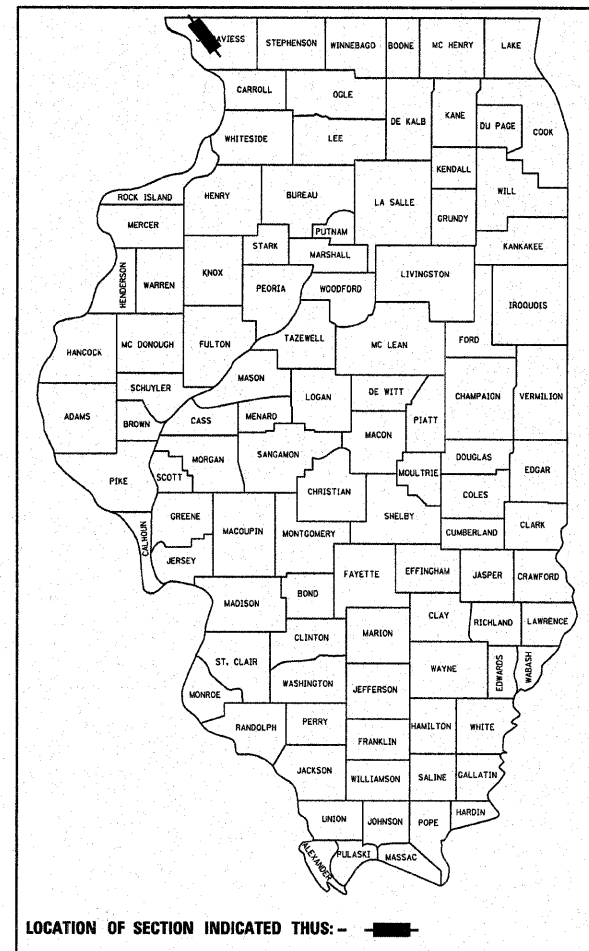 DAVIESS STEPHENSON WINNEBAGO BOONE MC HENRY LAKE
CARROLL OGLE DE KALB KANE DU PAGE COOK
WHITESIDE LEE KENDALL WILL
ROCK ISLAND HENRY BUREAU LA SALLE GRUNDY
MERCER PUTNAM KANKAKEE
HENDERSON WARREN KNOX STARK MARSHALL LIVINGSTON
PEORIA WOODFORD IROQUOIS
HANCOCK MC DONOUGH FULTON TAZEWELL MC LEAN FORD
SCHUYLER MASON LOGAN DE WITT CHAMPAIGN VERMILION
ADAMS BROWN CASS MENARD MACON PIATT
PIKE SCOTT MORGAN SANGAMON MOULTRIE DOUGLAS EDGAR
CHRISTIAN COLES
CALHOUN GREENE MACOUPIN MONTGOMERY SHELBY CUMBERLAND CLARK
JERSEY FAYETTE EFFINGHAM JASPER CRAWFORD
MADISON BOND CLAY RICHLAND LAWRENCE
CLINTON MARION
ST. CLAIR WAYNE EDWARDS WABASH
MONROE WASHINGTON JEFFERSON
RANDOLPH PERRY HAMILTON WHITE
FRANKLIN
JACKSON WILLIAMSON SALINE GALLATIN
UNION JOHNSON POPE HARDIN
ALEXANDER PULASKI MASSAC
LOCATION OF SECTION INDICATED THUS: -